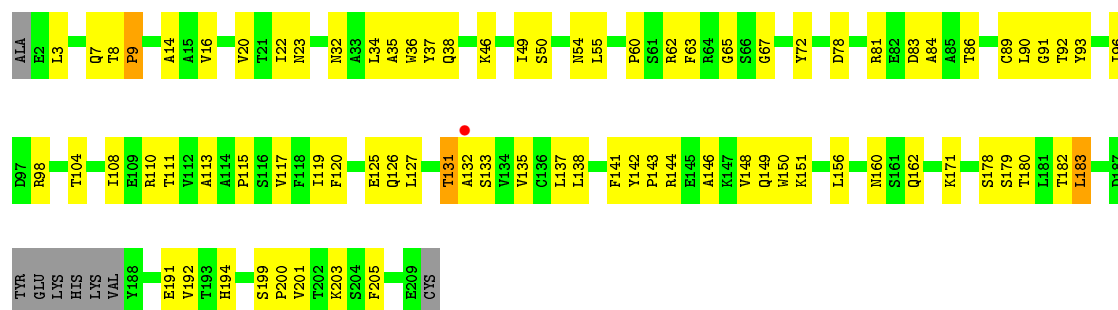 ALA E2 L3 Q7 T8 P9 A14 A15 V16 V20 T21 I22 N23 N32 A33 L34 A35 W36 Y37 Q38 K46 I49 S50 N54 L55 P60 S61 R62 F63 R64 G65 S66 G67 Y72 D78 R81 E82 D83 A84 A85 T86 C89 L90 G91 T92 Y93 I96
D97 R98 T104 I108 E109 R110 T111 V112 A113 A114 P115 S116 V117 F118 I119 F120 E125 Q126 L127 T131 A132 S133 V134 V135 C136 L137 L138 F141 Y142 P143 R144 E145 A146 K147 V148 Q149 W150 K151 L156 N160 S161 Q162 K171 S178 S179 T180 L181 T182 L183 D187
TYR GLU LYS HIS LYS VAL Y188 E191 V192 T193 H194 S199 P200 V201 T202 K203 S204 F205 E209 CYS